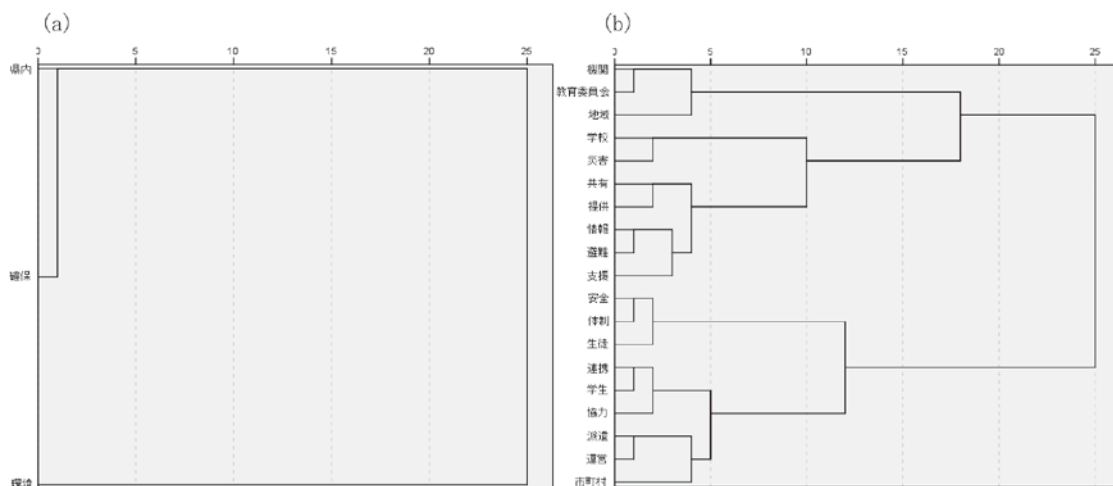 (a)
0 5 10 15 20 25
県内
確保
環境
(b)
0 5 10 15 20 25
機関
教育委員会
地域
学校
災害
共有
提供
情報
避難
支援
安全
体制
生徒
連携
学生
協力
派遣
運営
市町村